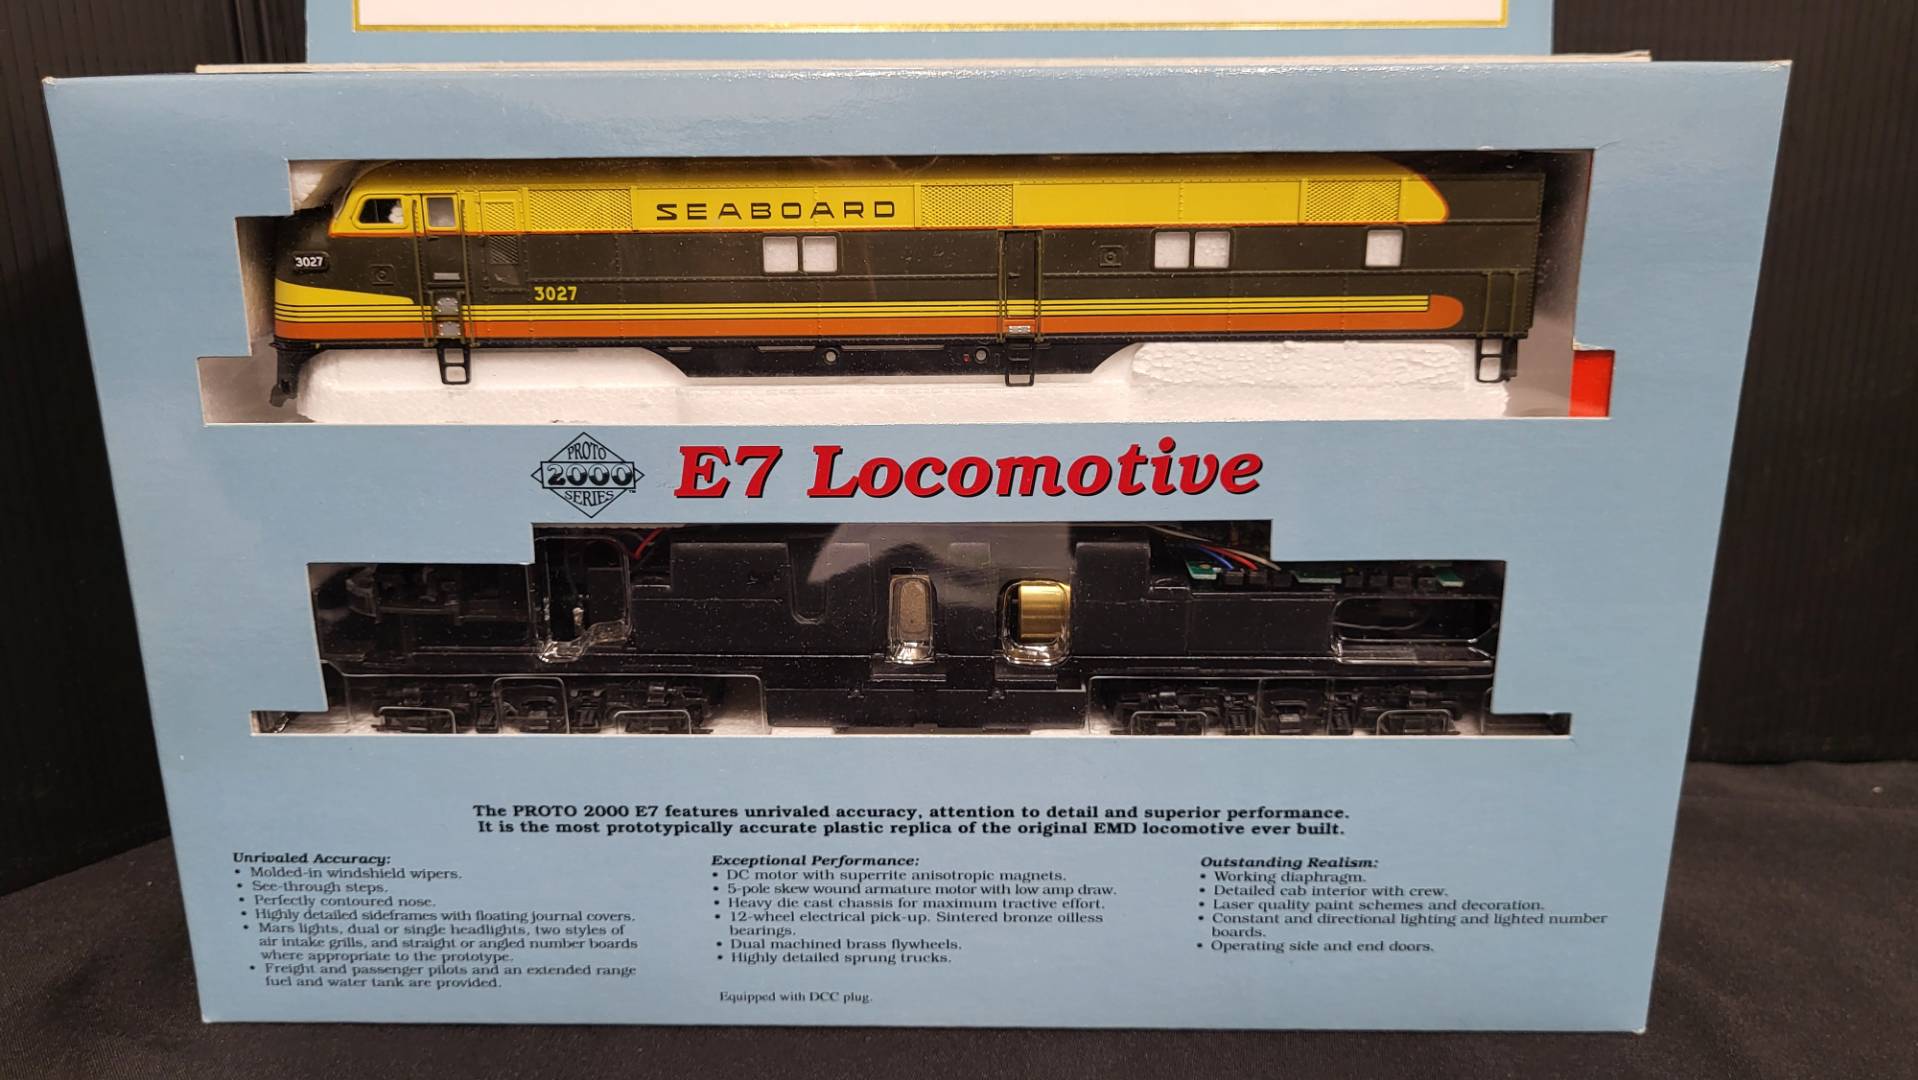 SEABOARD
3027
3027
PROTO
2000
SERIES™
E7 Locomotive
The PROTO 2000 E7 features unrivaled accuracy, attention to detail and superior performance.
It is the most prototypically accurate plastic replica of the original EMD locomotive ever built.
Unrivaled Accuracy:
• Molded-in windshield wipers.
• See-through steps.
• Perfectly contoured nose.
• Highly detailed sideframes with floating journal covers.
• Mars lights, dual or single headlights, two styles of
air intake grills, and straight or angled number boards
where appropriate to the prototype.
• Freight and passenger pilots and an extended range
fuel and water tank are provided.
Exceptional Performance:
• DC motor with superrite anisotropic magnets.
• 5-pole skew wound armature motor with low amp draw.
• Heavy die cast chassis for maximum tractive effort.
• 12-wheel electrical pick-up. Sintered bronze oilless
bearings.
• Dual machined brass flywheels.
• Highly detailed sprung trucks.
Equipped with DCC plug.
Outstanding Realism:
• Working diaphragm.
• Detailed cab interior with crew.
• Laser quality paint schemes and decoration.
• Constant and directional lighting and lighted number
boards.
• Operating side and end doors.